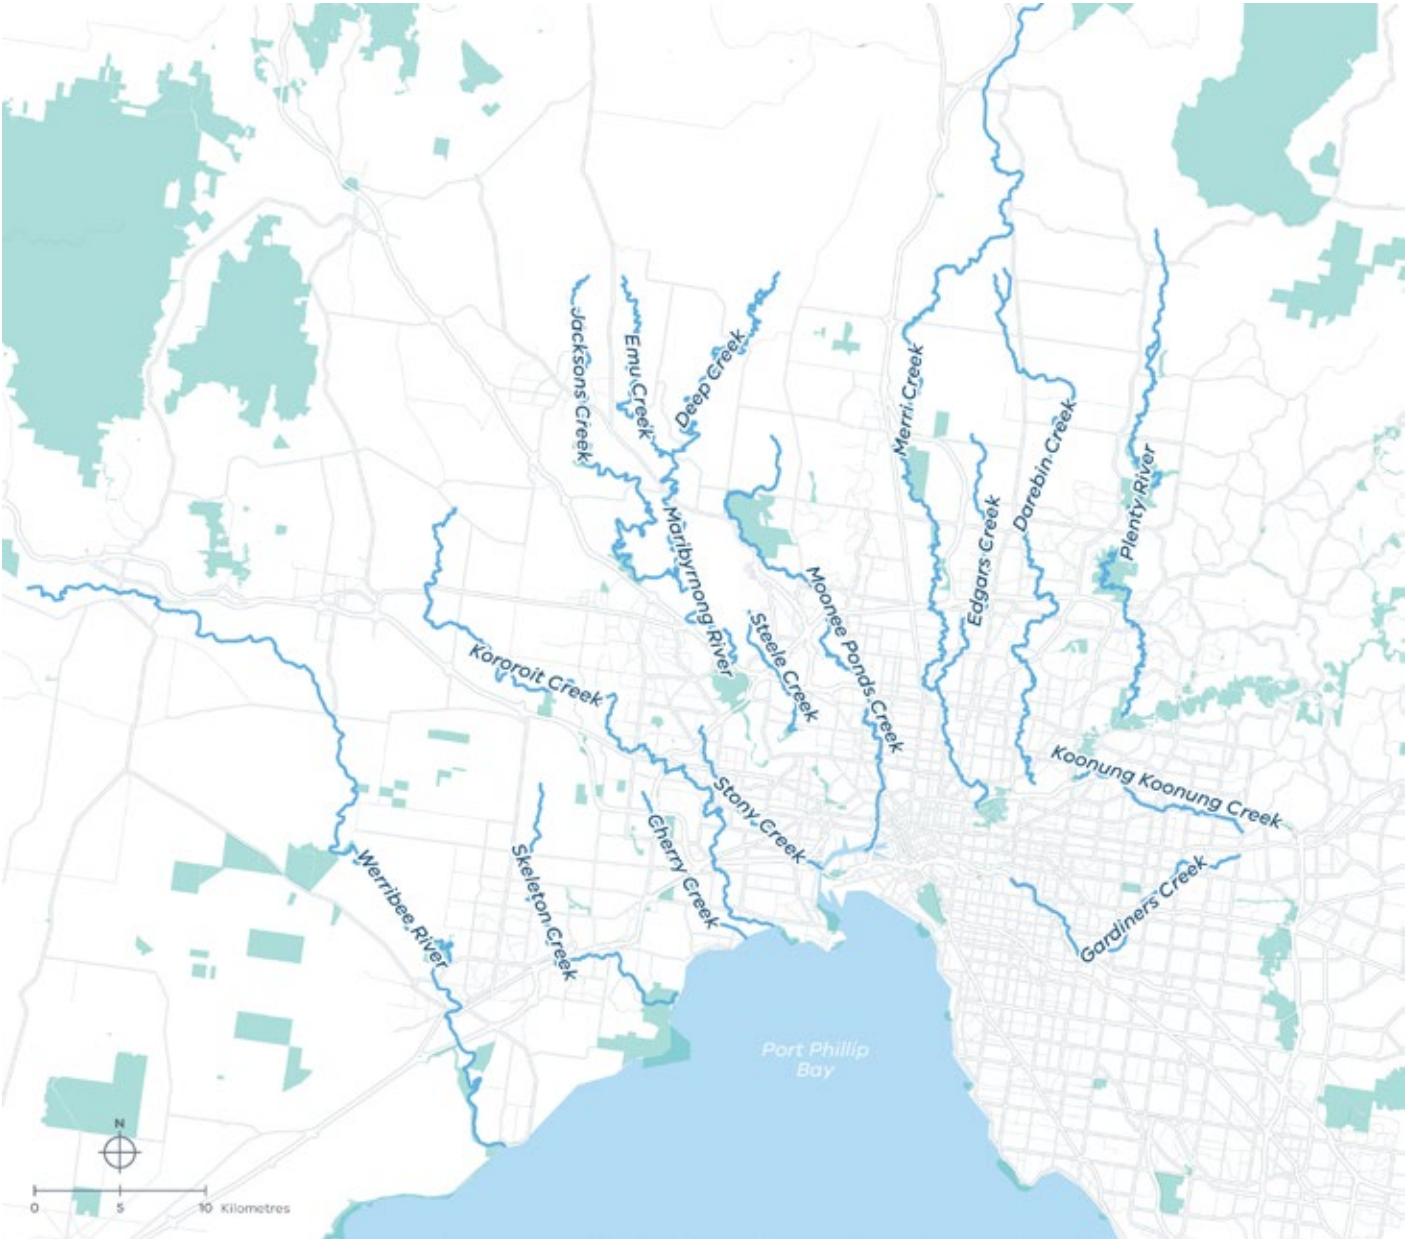 Jacksons Creek
Emu Creek
Deep Creek
Merri Creek
Darebin Creek
Plenty River
Edgars Creek
Maribyrnong River
Moonee Ponds Creek
Steele Creek
Kororoit Creek
Stony Creek
Koonung Koonung Creek
Cherry Creek
Skeleton Creek
Werribee River
Gardiners Creek
Port Phillip
Bay
N
0 5 10 Kilometres